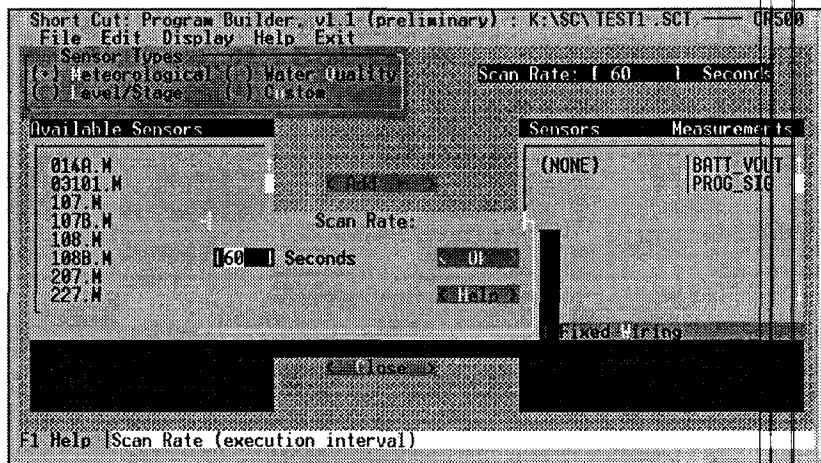 Short Cut: Program Builder, v1.1 (preliminary) : K:\SC\TEST1.SCT CR500
File Edit Display Help Exit
Sensor Types
(•) Meteorological ( ) Water Quality
( ) Level/Stage ( ) Custom
Scan Rate: [ 60 ] Seconds
Available Sensors
Sensors Measurements
014A.M
03101.M
107.M
107B.M
108.M
108B.M
207.M
227.M
< Add >
(NONE) BATT_VOLT
PROG_SIG
Scan Rate:
[60 ] Seconds
< OK >
< Help >
Fixed Wiring
< Close >
F1 Help |Scan Rate (execution interval)